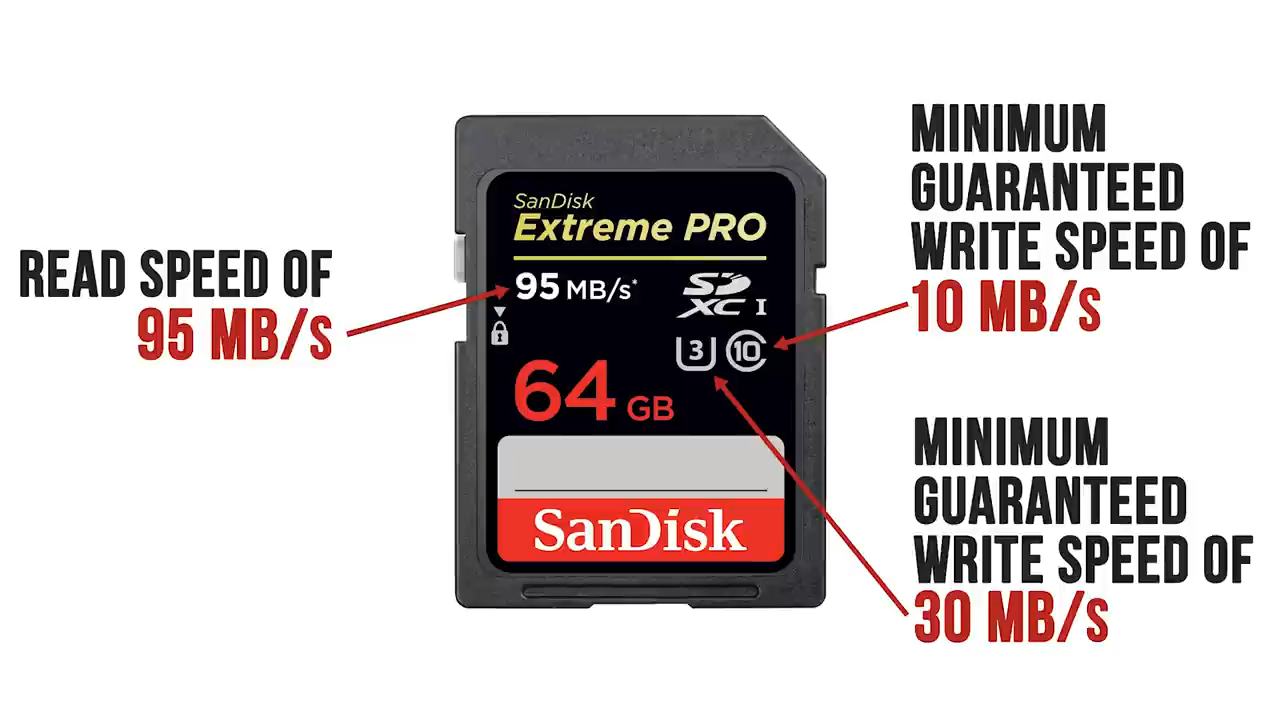 READ SPEED OF
95 MB/s
SanDisk
Extreme PRO
95 MB/s*
SD
XC I
3 10
64 GB
SanDisk
MINIMUM
GUARANTEED
WRITE SPEED OF
10 MB/s
MINIMUM
GUARANTEED
WRITE SPEED OF
30 MB/s